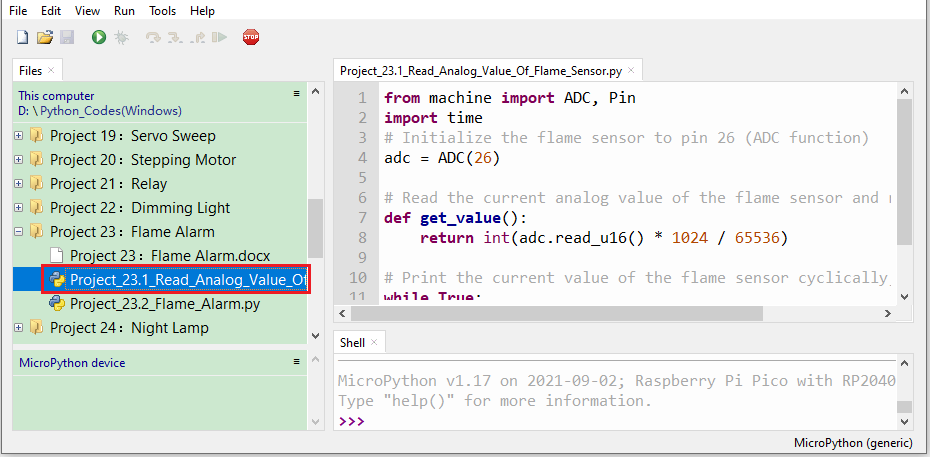 File Edit View Run Tools Help
STOP
Files
This computer
D: \ Python_Codes(Windows)
Project 19：Servo Sweep
Project 20：Stepping Motor
Project 21：Relay
Project 22：Dimming Light
Project 23：Flame Alarm
Project 23：Flame Alarm.docx
Project_23.1_Read_Analog_Value_Of
Project_23.2_Flame_Alarm.py
Project 24：Night Lamp
MicroPython device
Project_23.1_Read_Analog_Value_Of_Flame_Sensor.py
1 from machine import ADC, Pin
2 import time
3 # Initialize the flame sensor to pin 26 (ADC function)
4 adc = ADC(26)
5
6 # Read the current analog value of the flame sensor and
7 def get_value():
8 return int(adc.read_u16() * 1024 / 65536)
9
10 # Print the current value of the flame sensor cyclically
11 while True:
Shell
MicroPython v1.17 on 2021-09-02; Raspberry Pi Pico with RP2040
Type "help()" for more information.
>>>
MicroPython (generic)